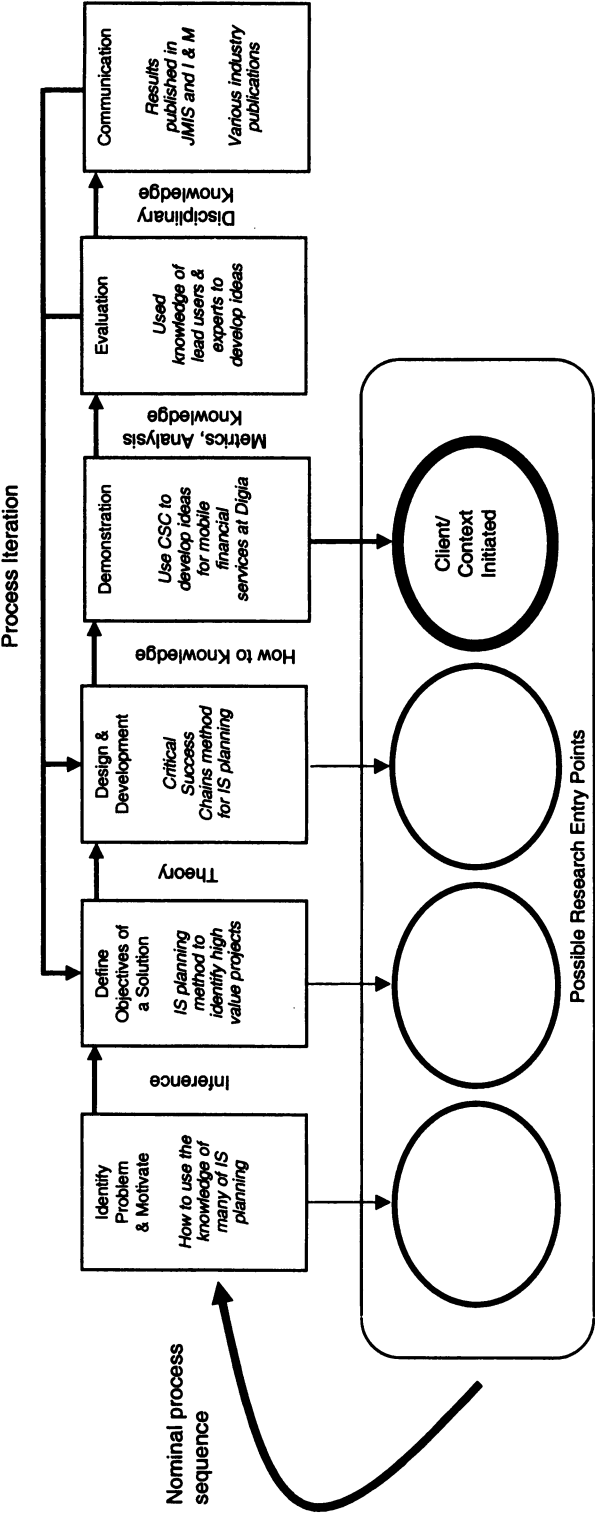 Process Iteration
Identify
Problem
& Motivate
How to use the
knowledge of
many of IS
planning
Inference
Define
Objectives of
a Solution
IS planning
method to
identify high
value projects
Theory
Design &
Development
Critical
Success
Chains method
for IS planning
How to Knowledge
Demonstration
Use CSC to
develop ideas
for mobile
financial
services at Digia
Metrics, Analysis
Knowledge
Evaluation
Used
knowledge of
lead users &
experts to
develop ideas
Disciplinary
Knowledge
Communication
Results
published in
JMIS and I & M
Various industry
publications
Nominal process
sequence
Client/
Context
Initiated
Possible Research Entry Points